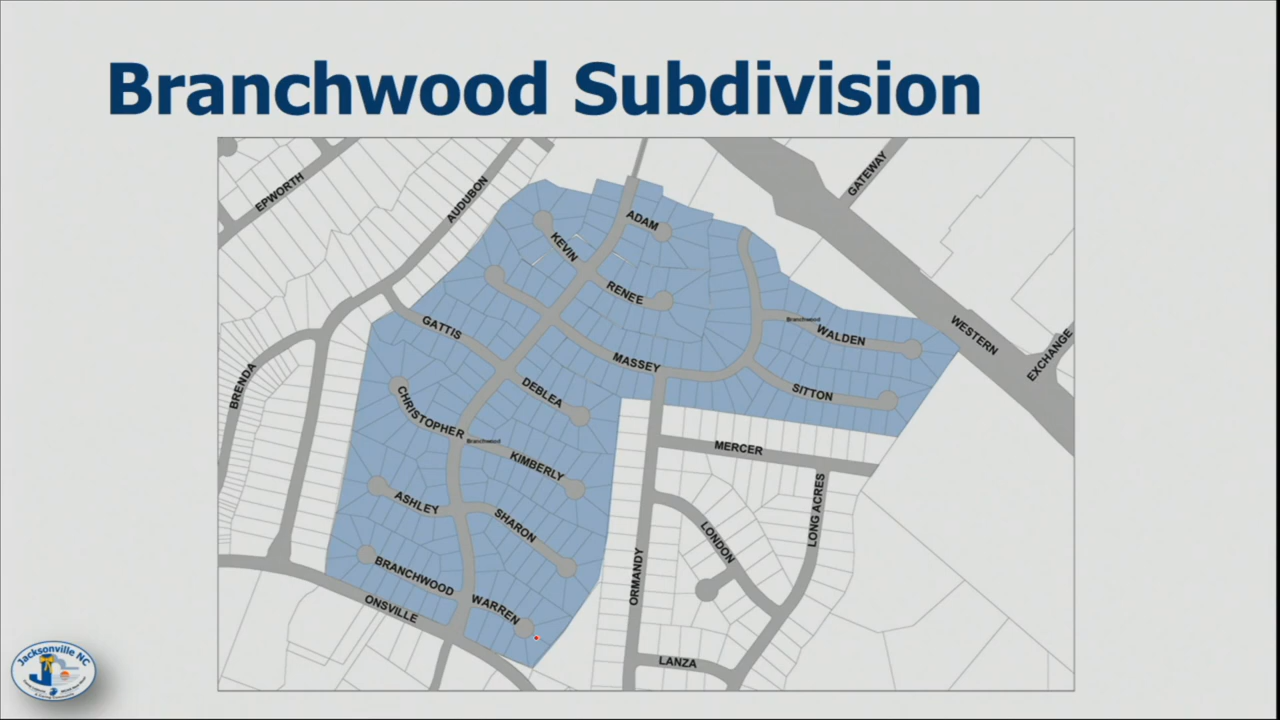 Branchwood Subdivision
EPWORTH
AUDUBON
GATEWAY
ADAM
KEVIN
RENEE
Branchwood
WALDEN
WESTERN
EXCHANGE
GATTIS
MASSEY
BRENDA
DEBLEA
SITTON
CHRISTOPHER
Branchwood
MERCER
KIMBERLY
ASHLEY
SHARON
LONG ACRES
LONDON
ORMANDY
BRANCHWOOD
WARREN
ONSVILLE
LANZA
Jacksonville NC